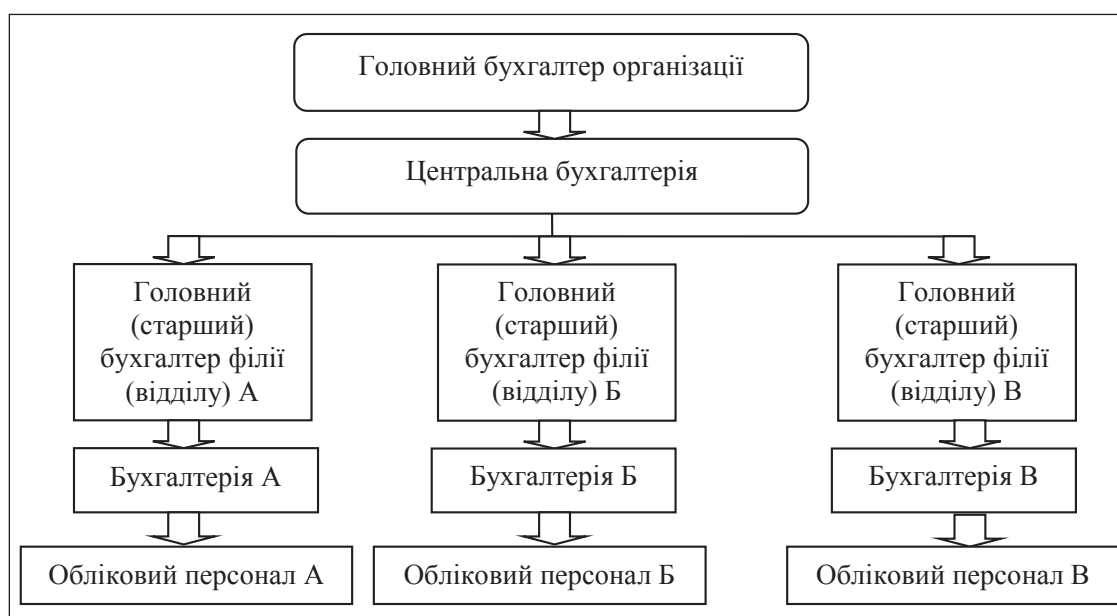 Головний бухгалтер організації
Центральна бухгалтерія
Головний
(старший)
бухгалтер філії
(відділу) А
Головний
(старший)
бухгалтер філії
(відділу) Б
Головний
(старший)
бухгалтер філії
(відділу) В
Бухгалтерія А
Бухгалтерія Б
Бухгалтерія В
Обліковий персонал А
Обліковий персонал Б
Обліковий персонал В